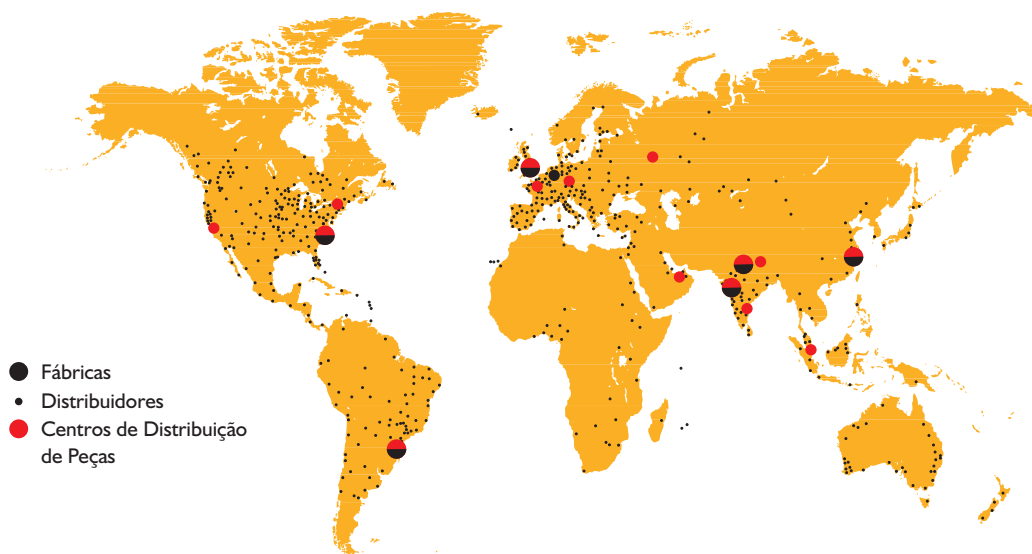 Fábricas
Distribuidores
Centros de Distribuição
de Peças